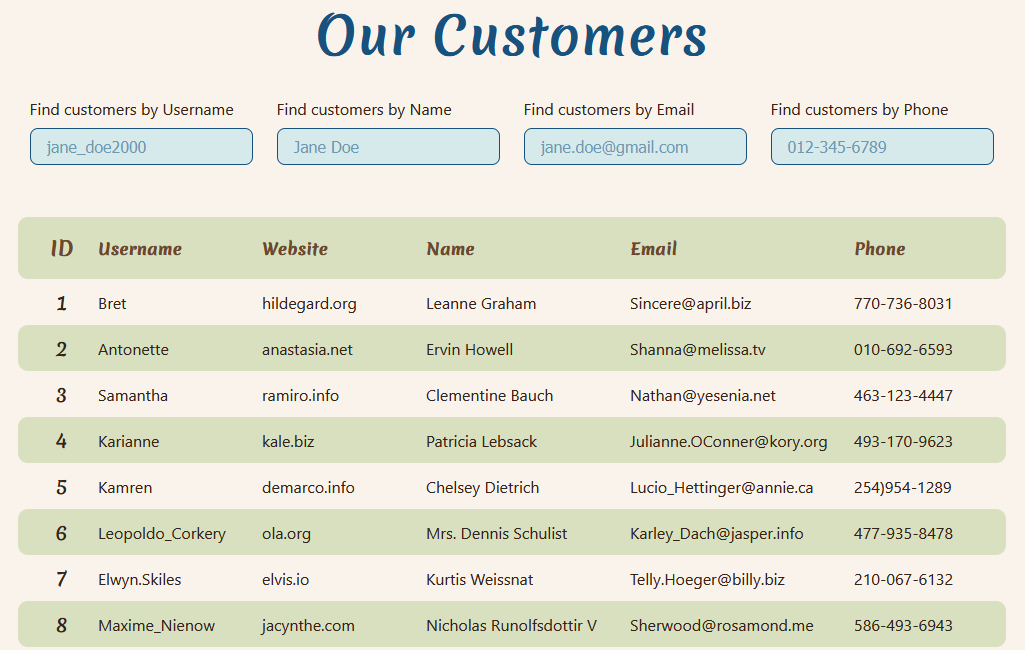 Our Customers
Find customers by Username Find customers by Name Find customers by Email Find customers by Phone
jane_doe2000 Jane Doe jane.doe@gmail.com 012-345-6789
ID Username Website Name Email Phone
1 Bret hildegard.org Leanne Graham Sincere@april.biz 770-736-8031
2 Antonette anastasia.net Ervin Howell Shanna@melissa.tv 010-692-6593
3 Samantha ramiro.info Clementine Bauch Nathan@yesenia.net 463-123-4447
4 Karianne kale.biz Patricia Lebsack Julianne.OConner@kory.org 493-170-9623
5 Kamren demarco.info Chelsey Dietrich Lucio_Hettinger@annie.ca 254)954-1289
6 Leopoldo_Corkery ola.org Mrs. Dennis Schulist Karley_Dach@jasper.info 477-935-8478
7 Elwyn.Skiles elvis.io Kurtis Weissnat Telly.Hoeger@billy.biz 210-067-6132
8 Maxime_Nienow jacynthe.com Nicholas Runolfsdottir V Sherwood@rosamond.me 586-493-6943